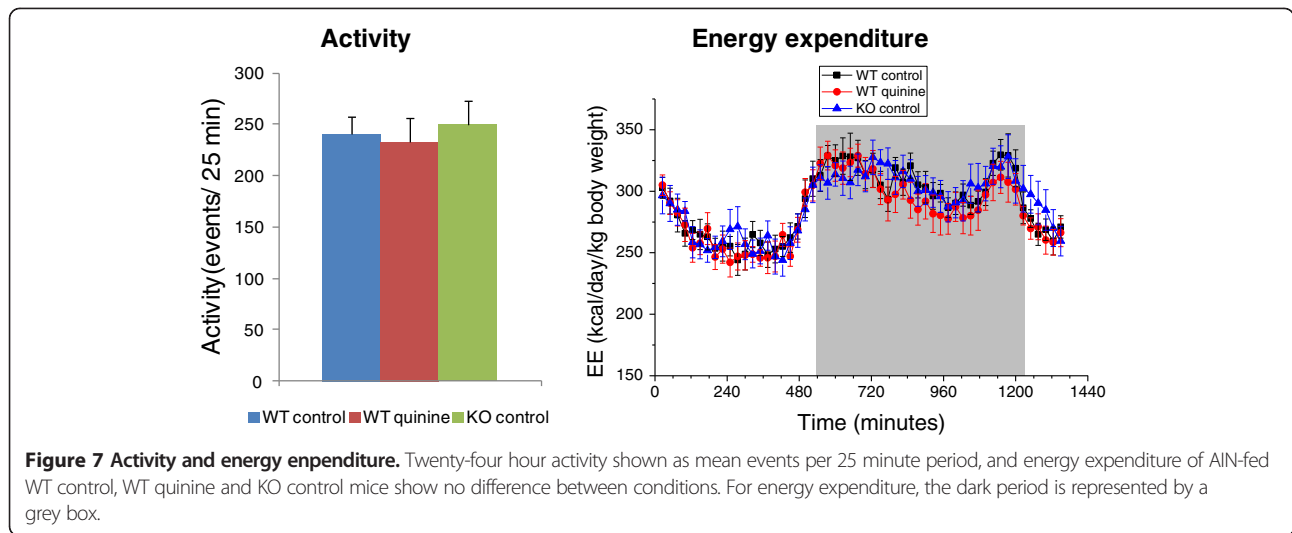 Activity
Energy expenditure
WT control
WT quinine
KO control
Activity (events/ 25 min)
300
250
200
150
100
50
0
WT control WT quinine KO control
EE (kcal/day/kg body weight)
350
300
250
300
150
0 240 480 720 960 1200 1440
Time (minutes)
Figure 7 Activity and energy enpenditure. Twenty-four hour activity shown as mean events per 25 minute period, and energy expenditure of AIN-fed
WT control, WT quinine and KO control mice show no difference between conditions. For energy expenditure, the dark period is represented by a
grey box.